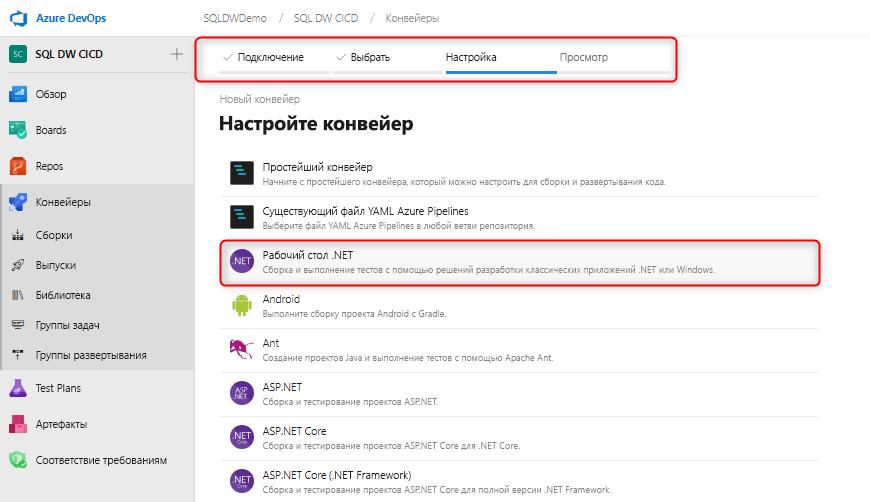 Azure DevOps
SQLDWDemo / SQL DW CICD / Конвейеры
SC SQL DW CICD +
Обзор
Boards
Repos
Конвейеры
Сборки
Выпуски
Библиотека
Группы задач
Группы развертывания
Test Plans
Артефакты
Соответствие требованиям
Подключение Выбрать Настройка Просмотр
Новый конвейер
Настройте конвейер
Простейший конвейер
Начните с простейшего конвейера, который можно настроить для сборки и развертывания кода.
Существующий файл YAML Azure Pipelines
Выберите файл YAML Azure Pipelines в любой ветви репозитория.
.NET Рабочий стол .NET
Сборка и выполнение тестов с помощью решений разработки классических приложений .NET или Windows.
Android
Выполните сборку проекта Android с Gradle.
Ant
Создание проектов Java и выполнение тестов с помощью Apache Ant.
ASP.NET
ASP .NET
Сборка и тестирование проектов ASP.NET.
ASP.NET Core
.NET Core
Сборка и тестирование проектов ASP.NET Core для .NET Core.
ASP.NET Core (.NET Framework)
.NET Core
Сборка и тестирование проектов ASP.NET Core для полной версии .NET Framework.